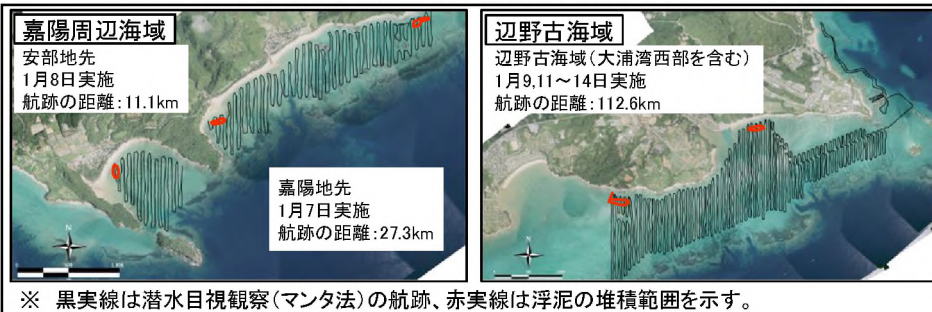 嘉陽周辺海域
安部地先
1月8日実施
航跡の距離:11.1km
嘉陽地先
1月7日実施
航跡の距離:27.3km
辺野古海域
辺野古海域(大浦湾西部を含む)
1月9,11～14日実施
航跡の距離:112.6km
※ 黒実線は潜水目視観察(マンタ法)の航跡、赤実線は浮泥の堆積範囲を示す。